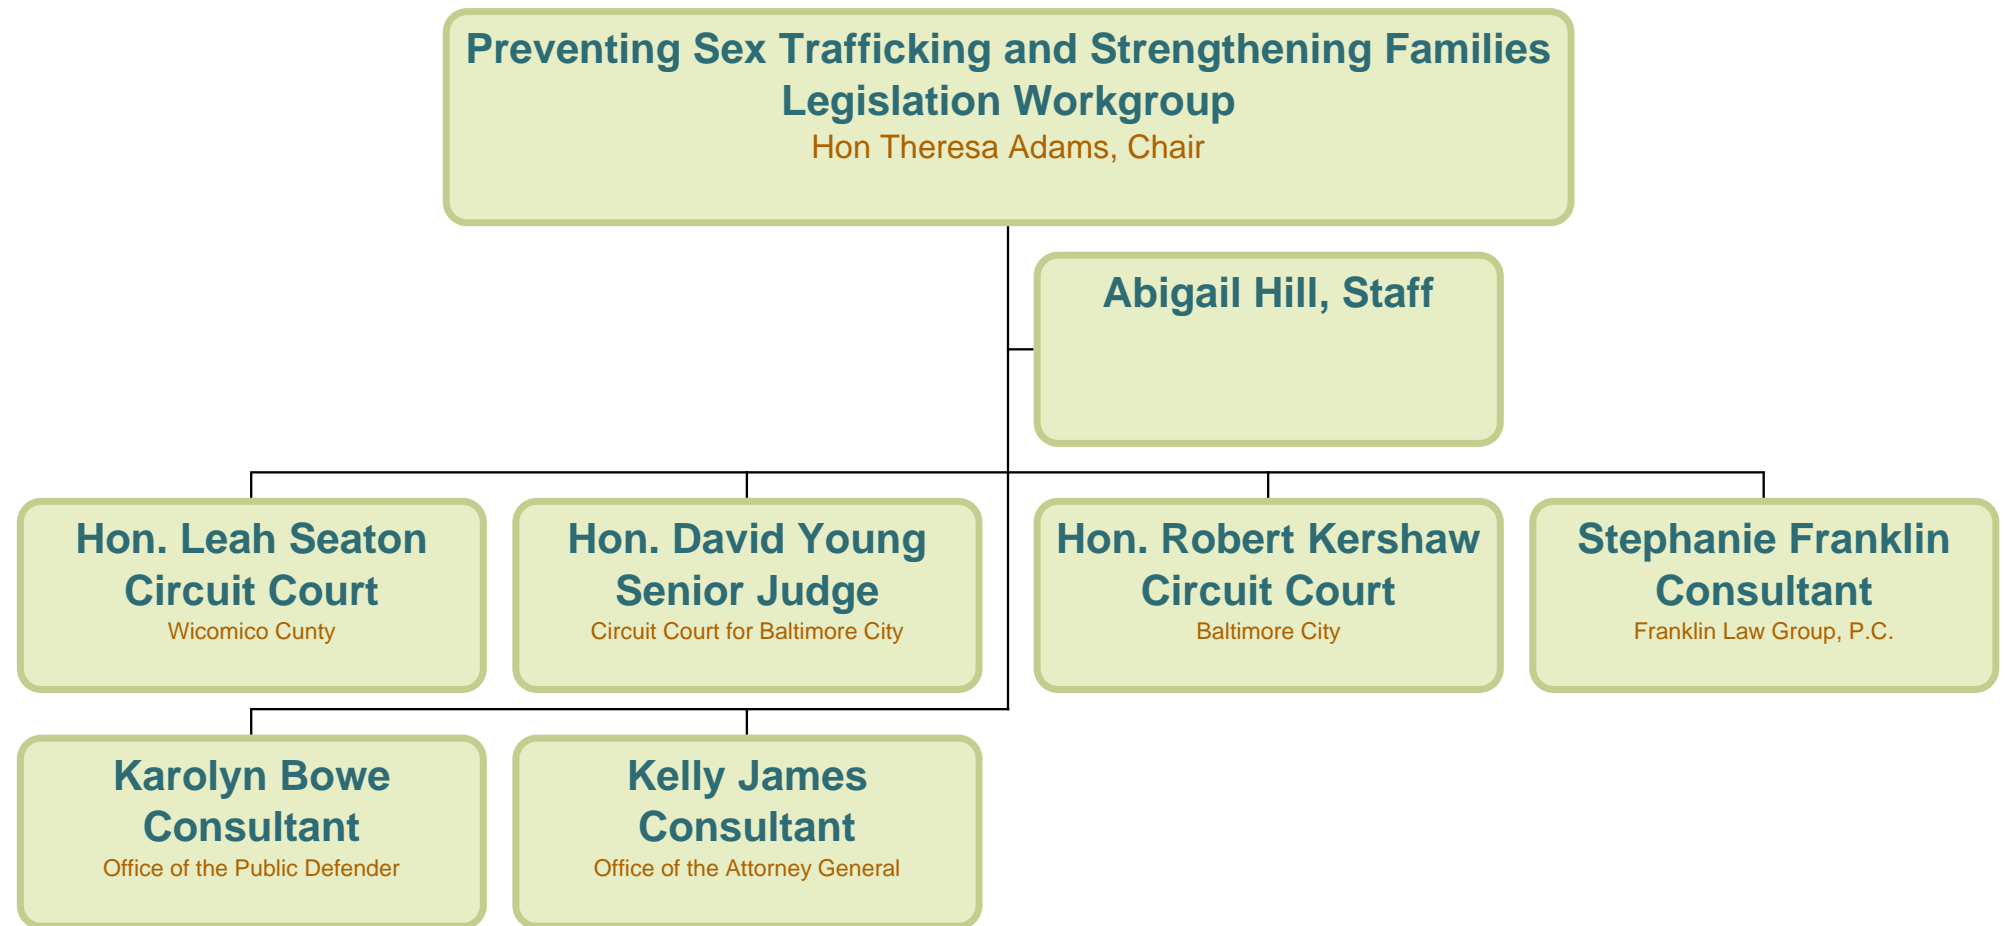 Preventing Sex Trafficking and Strengthening Families
Legislation Workgroup
Hon Theresa Adams, Chair
Abigail Hill, Staff
Hon. Leah Seaton
Circuit Court
Wicomico Cunty
Hon. David Young
Senior Judge
Circuit Court for Baltimore City
Hon. Robert Kershaw
Circuit Court
Baltimore City
Stephanie Franklin
Consultant
Franklin Law Group, P.C.
Karolyn Bowe
Consultant
Office of the Public Defender
Kelly James
Consultant
Office of the Attorney General